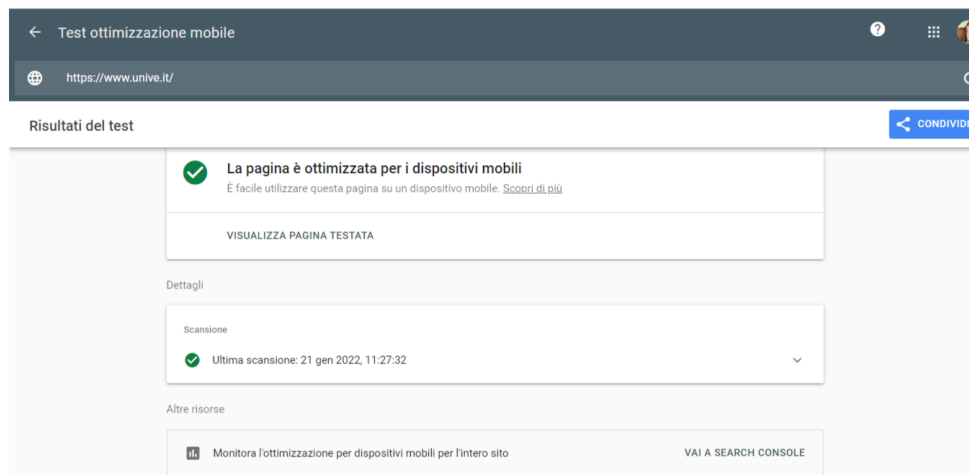 Test ottimizzazione mobile
https://www.unive.it/
Risultati del test
CONDIVIDI
La pagina è ottimizzata per i dispositivi mobili
È facile utilizzare questa pagina su un dispositivo mobile. Scopri di più
VISUALIZZA PAGINA TESTATA
Dettagli
Scansione
Ultima scansione: 21 gen 2022, 11:27:32
Altre risorse
Monitora l'ottimizzazione per dispositivi mobili per l'intero sito
VAI A SEARCH CONSOLE